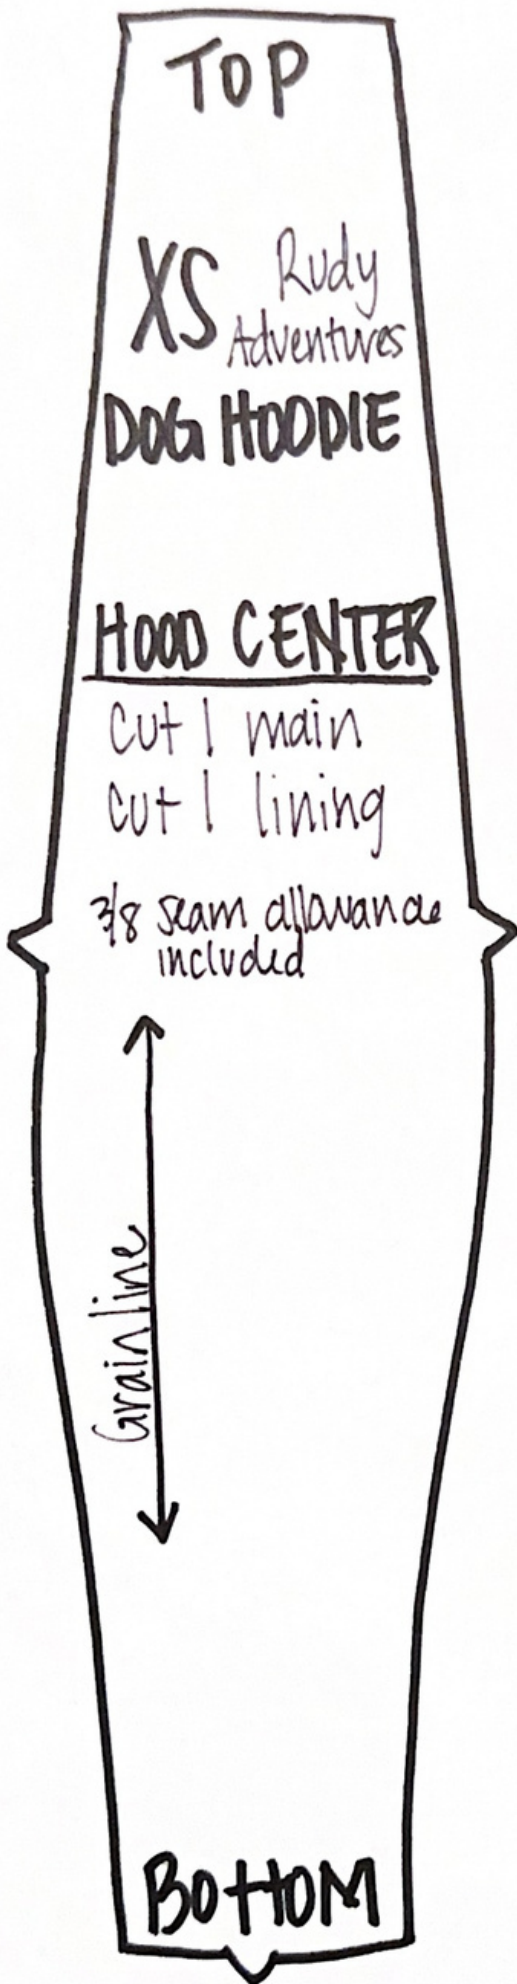 TOP
XS Rudy
Adventures
DOG HOODIE
HOOD CENTER
cut 1 main
cut 1 lining
3/8 seam allowance
included
Grainline
BOTTOM